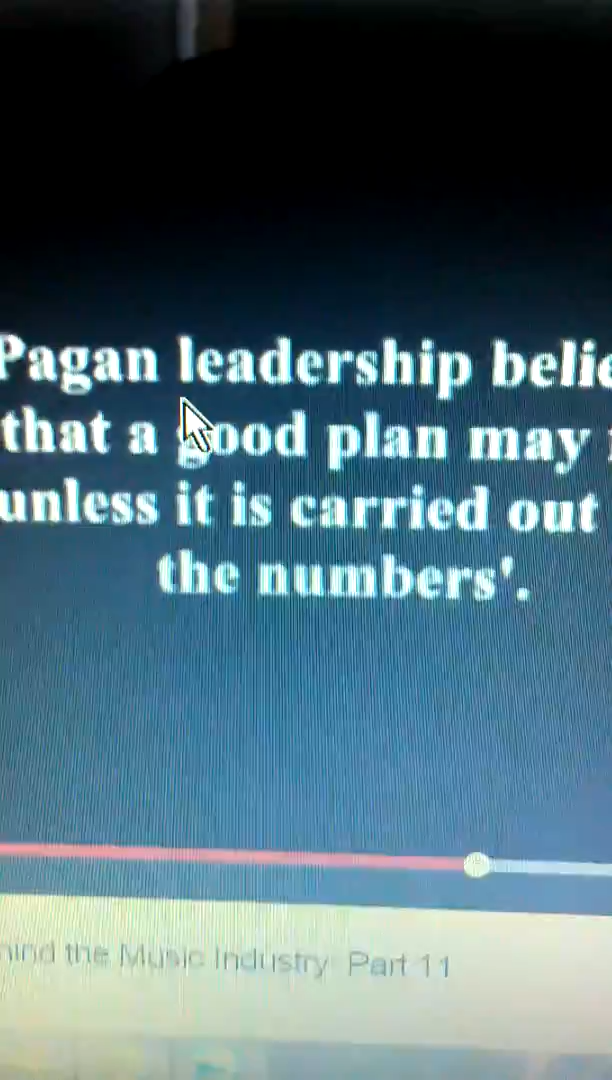 Pagan leadership belie
that a good plan may
unless it is carried out
the numbers'.
hind the Music Industry Part 11